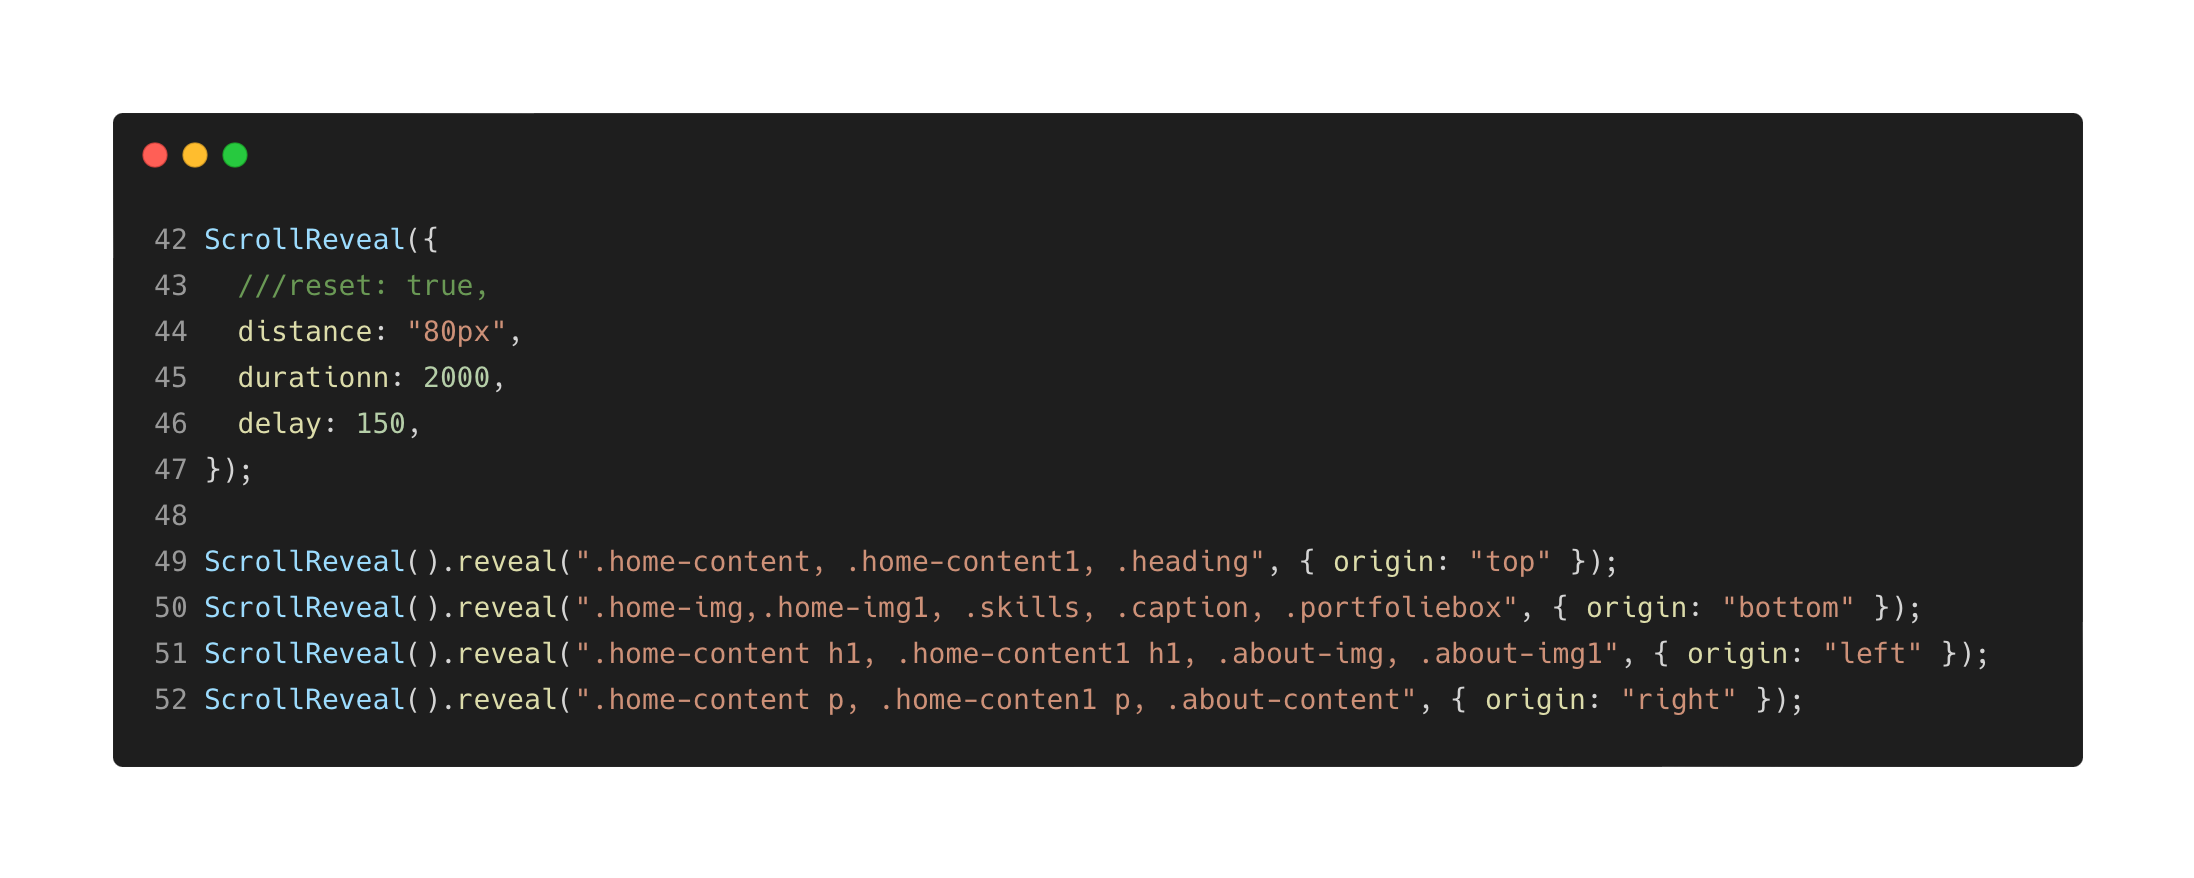 42 ScrollReveal({
43   ///reset: true,
44   distance: "80px",
45   durationn: 2000,
46   delay: 150,
47 });
48
49 ScrollReveal().reveal(".home-content, .home-content1, .heading", { origin: "top" });
50 ScrollReveal().reveal(".home-img,.home-img1, .skills, .caption, .portfoliebox", { origin: "bottom" });
51 ScrollReveal().reveal(".home-content h1, .home-content1 h1, .about-img, .about-img1", { origin: "left" });
52 ScrollReveal().reveal(".home-content p, .home-conten1 p, .about-content", { origin: "right" });